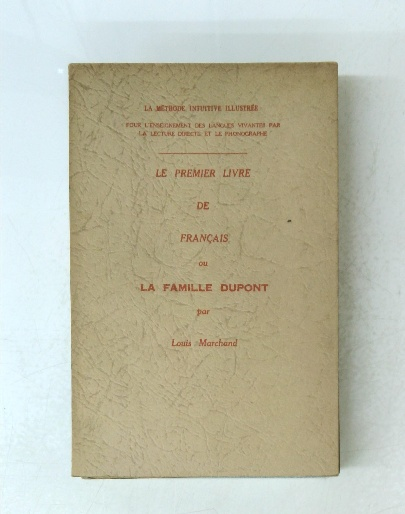 LA MÉTHODE INTUITIVE ILLUSTRÉE
POUR L'ENSEIGNEMENT DES LANGUES VIVANTES PAR
LA LECTURE DIRECTE ET LE PHONOGRAPHE
LE PREMIER LIVRE
DE
FRANÇAIS
ou
LA FAMILLE DUPONT
par
Louis Marchand